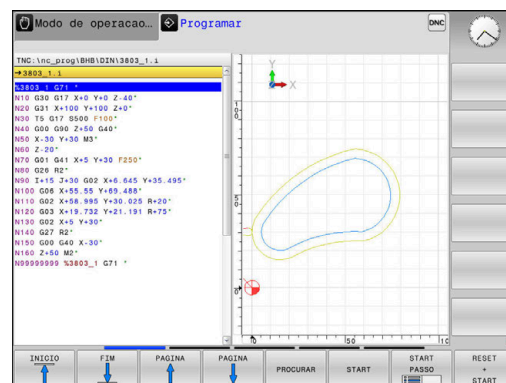 Modo de operacao... Programar DNC
TNC:\nc_prog\BHB\DIN\3803_1.i
→3803_1.i
%3803_1 G71 *
N10 G30 G17 X+0 Y+0 Z-40*
N20 G31 X+100 Y+100 Z+0*
N30 T5 G17 S500 F100*
N40 G00 G90 Z+50 G40*
N50 X-30 Y+30 M3*
N60 Z-20*
N70 G01 G41 X+5 Y+30 F250*
N80 G26 R2*
N90 I+15 J+30 G02 X+6.645 Y+35.495*
N100 G06 X+55.55 Y+69.488*
N110 G02 X+58.995 Y+30.025 R+20*
N120 G03 X+19.732 Y+21.191 R+75*
N130 G02 X+5 Y+30*
N140 G27 R2*
N150 G00 G40 X-30*
N160 Z+50 M2*
N99999999 %3803_1 G71 *
Y
X
50
INICIO
FIM
PAGINA
PAGINA
PROCURAR
START
START PASSO
RESET + START